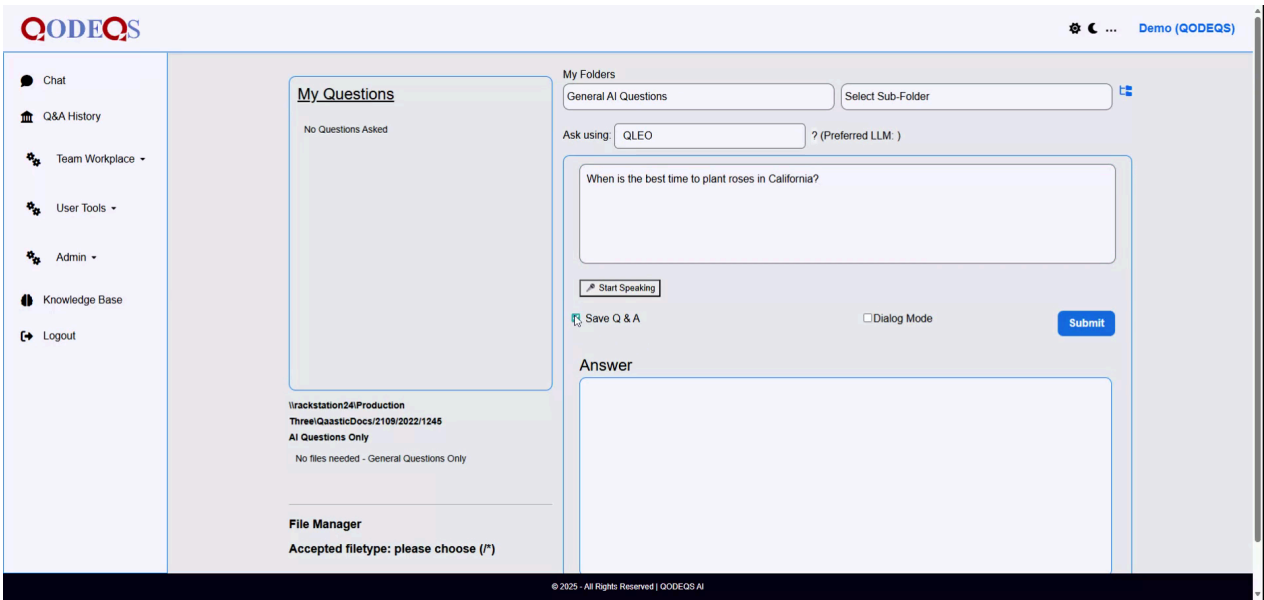 QODEQS
... Demo (QODEQS)
Chat
Q&A History
Team Workplace
User Tools
Admin
Knowledge Base
Logout
My Questions
No Questions Asked
\\rackstation24\Production
Three\QaasticDocs/2109/2022/1245
AI Questions Only
No files needed - General Questions Only
File Manager
Accepted filetype: please choose (/*)
My Folders
General AI Questions
Select Sub-Folder
Ask using: QLEO ? (Preferred LLM: )
When is the best time to plant roses in California?
Start Speaking
Save Q & A
Dialog Mode
Submit
Answer
© 2025 - All Rights Reserved | QODEQS AI